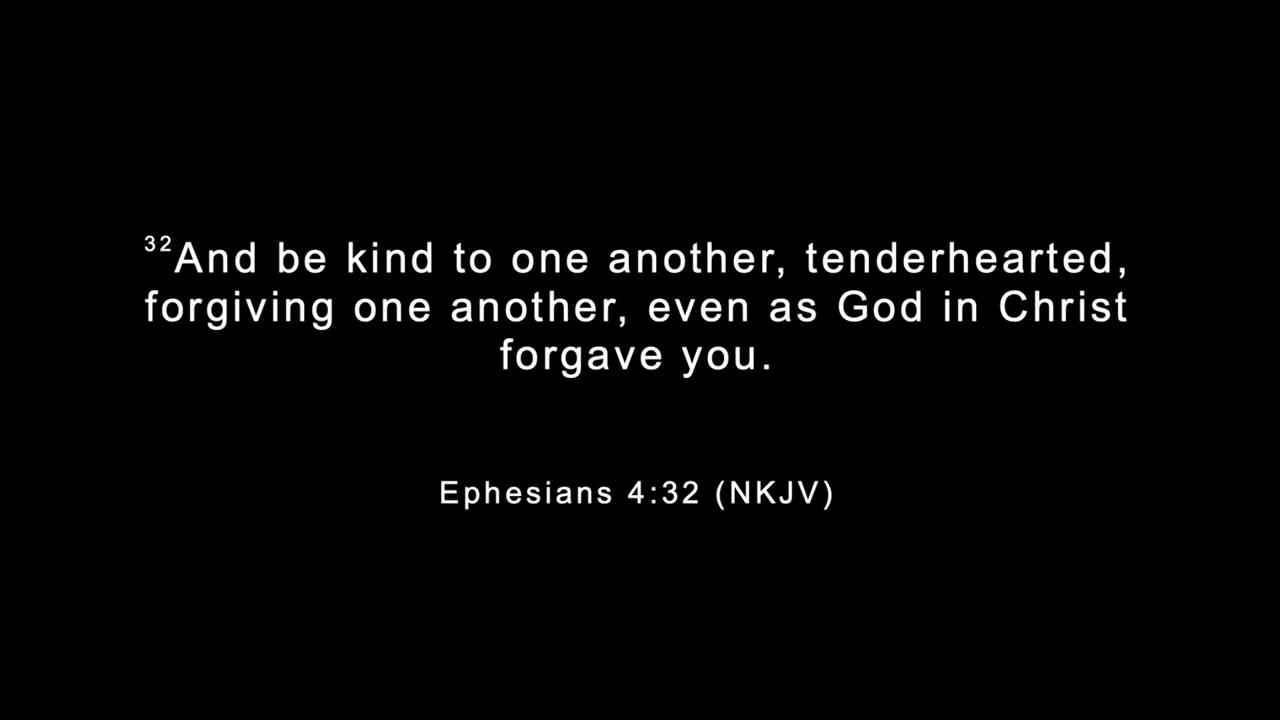 ³²And be kind to one another, tenderhearted,
forgiving one another, even as God in Christ
forgave you.
Ephesians 4:32 (NKJV)